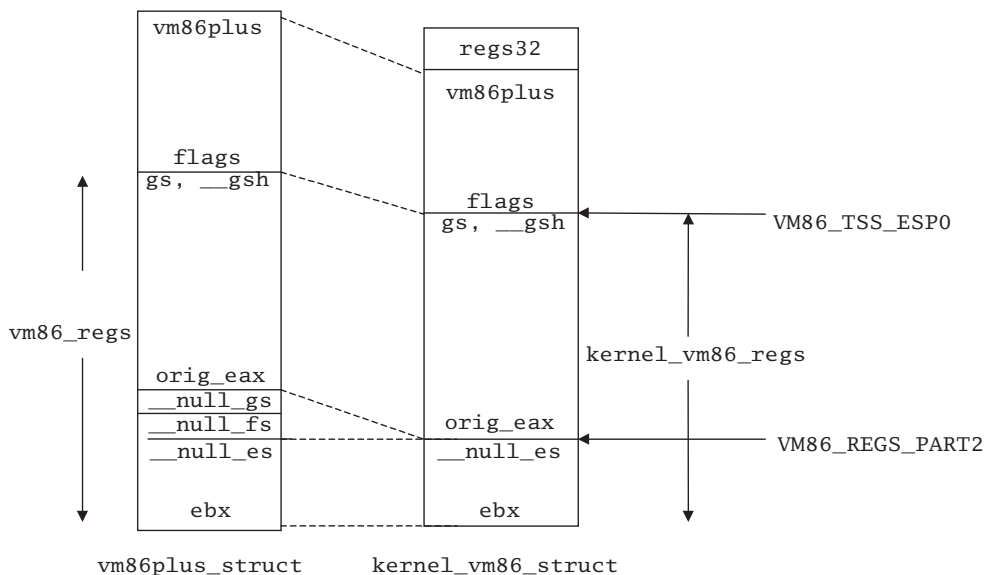 vm86plus
regs32
vm86plus
flags
gs, __gsh
flags
gs, __gsh
VM86_TSS_ESP0
vm86_regs
kernel_vm86_regs
orig_eax
__null_gs
__null_fs
__null_es
orig_eax
__null_es
VM86_REGS_PART2
ebx
ebx
vm86plus_struct
kernel_vm86_struct